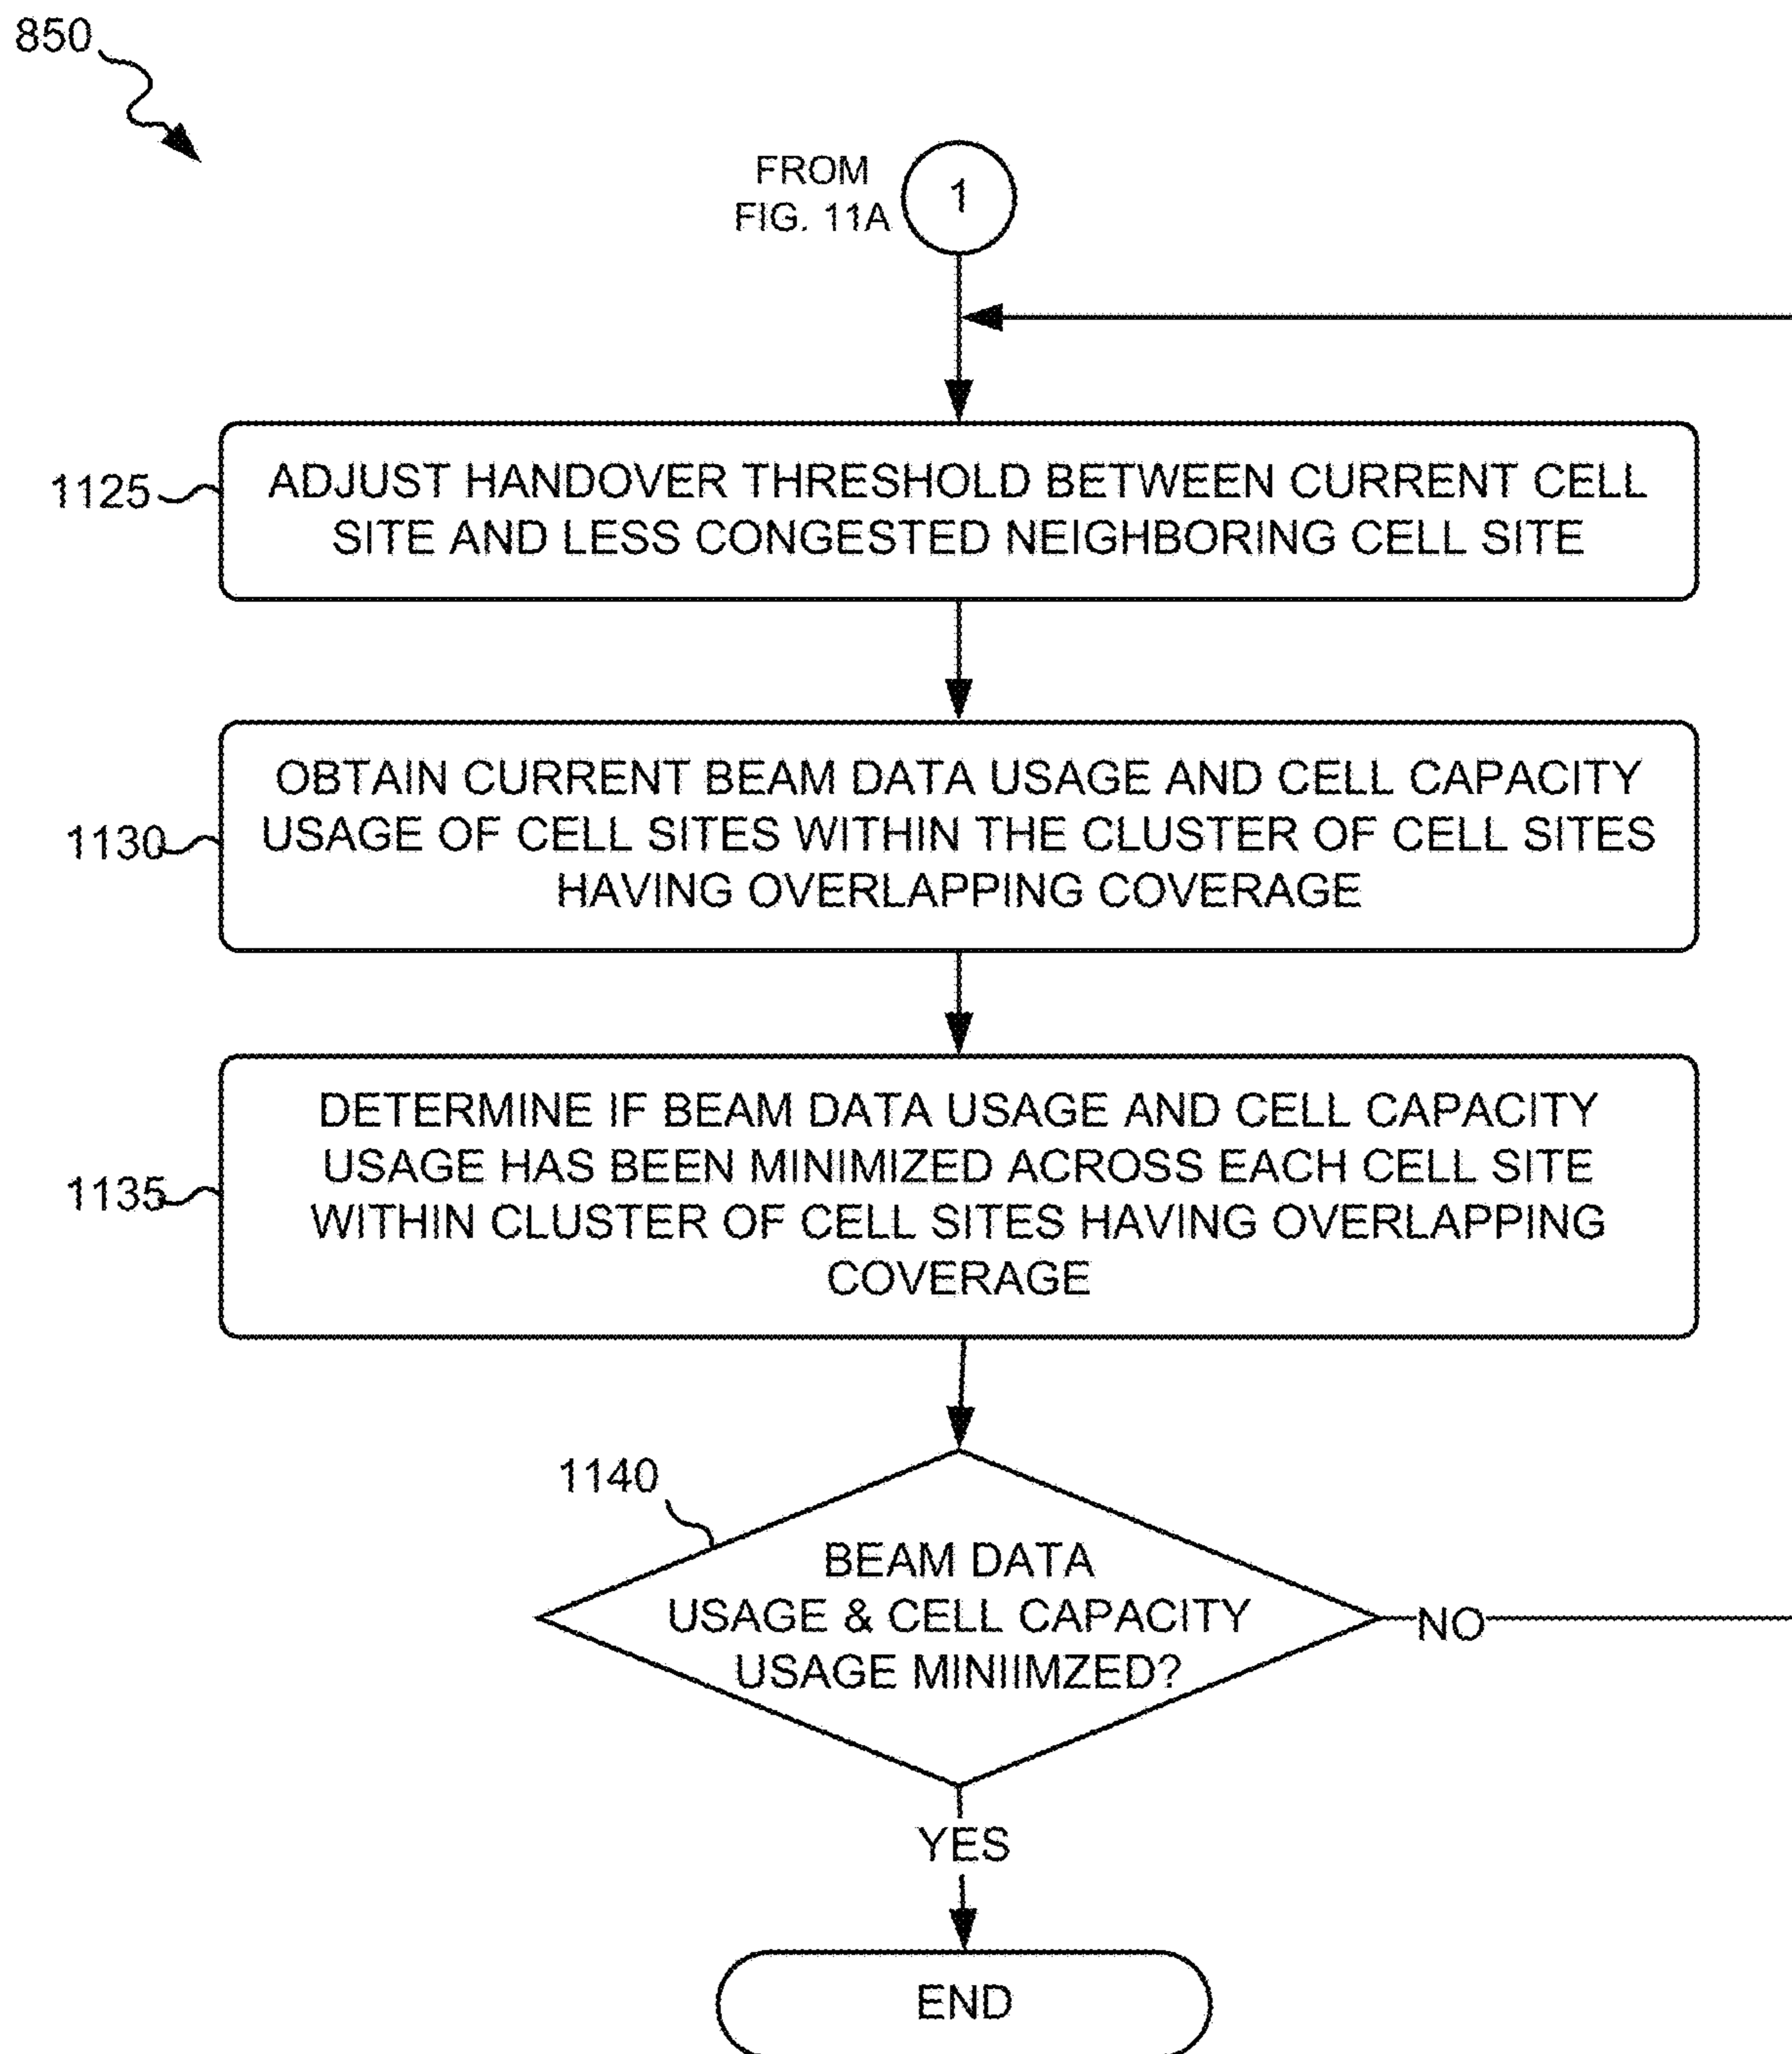 850
FROM
FIG. 11A
1
1125
ADJUST HANDOVER THRESHOLD BETWEEN CURRENT CELL
SITE AND LESS CONGESTED NEIGHBORING CELL SITE
1130
OBTAIN CURRENT BEAM DATA USAGE AND CELL CAPACITY
USAGE OF CELL SITES WITHIN THE CLUSTER OF CELL SITES
HAVING OVERLAPPING COVERAGE
1135
DETERMINE IF BEAM DATA USAGE AND CELL CAPACITY
USAGE HAS BEEN MINIMIZED ACROSS EACH CELL SITE
WITHIN CLUSTER OF CELL SITES HAVING OVERLAPPING
COVERAGE
1140
BEAM DATA
USAGE & CELL CAPACITY
USAGE MINIIMZED?
NO
YES
END